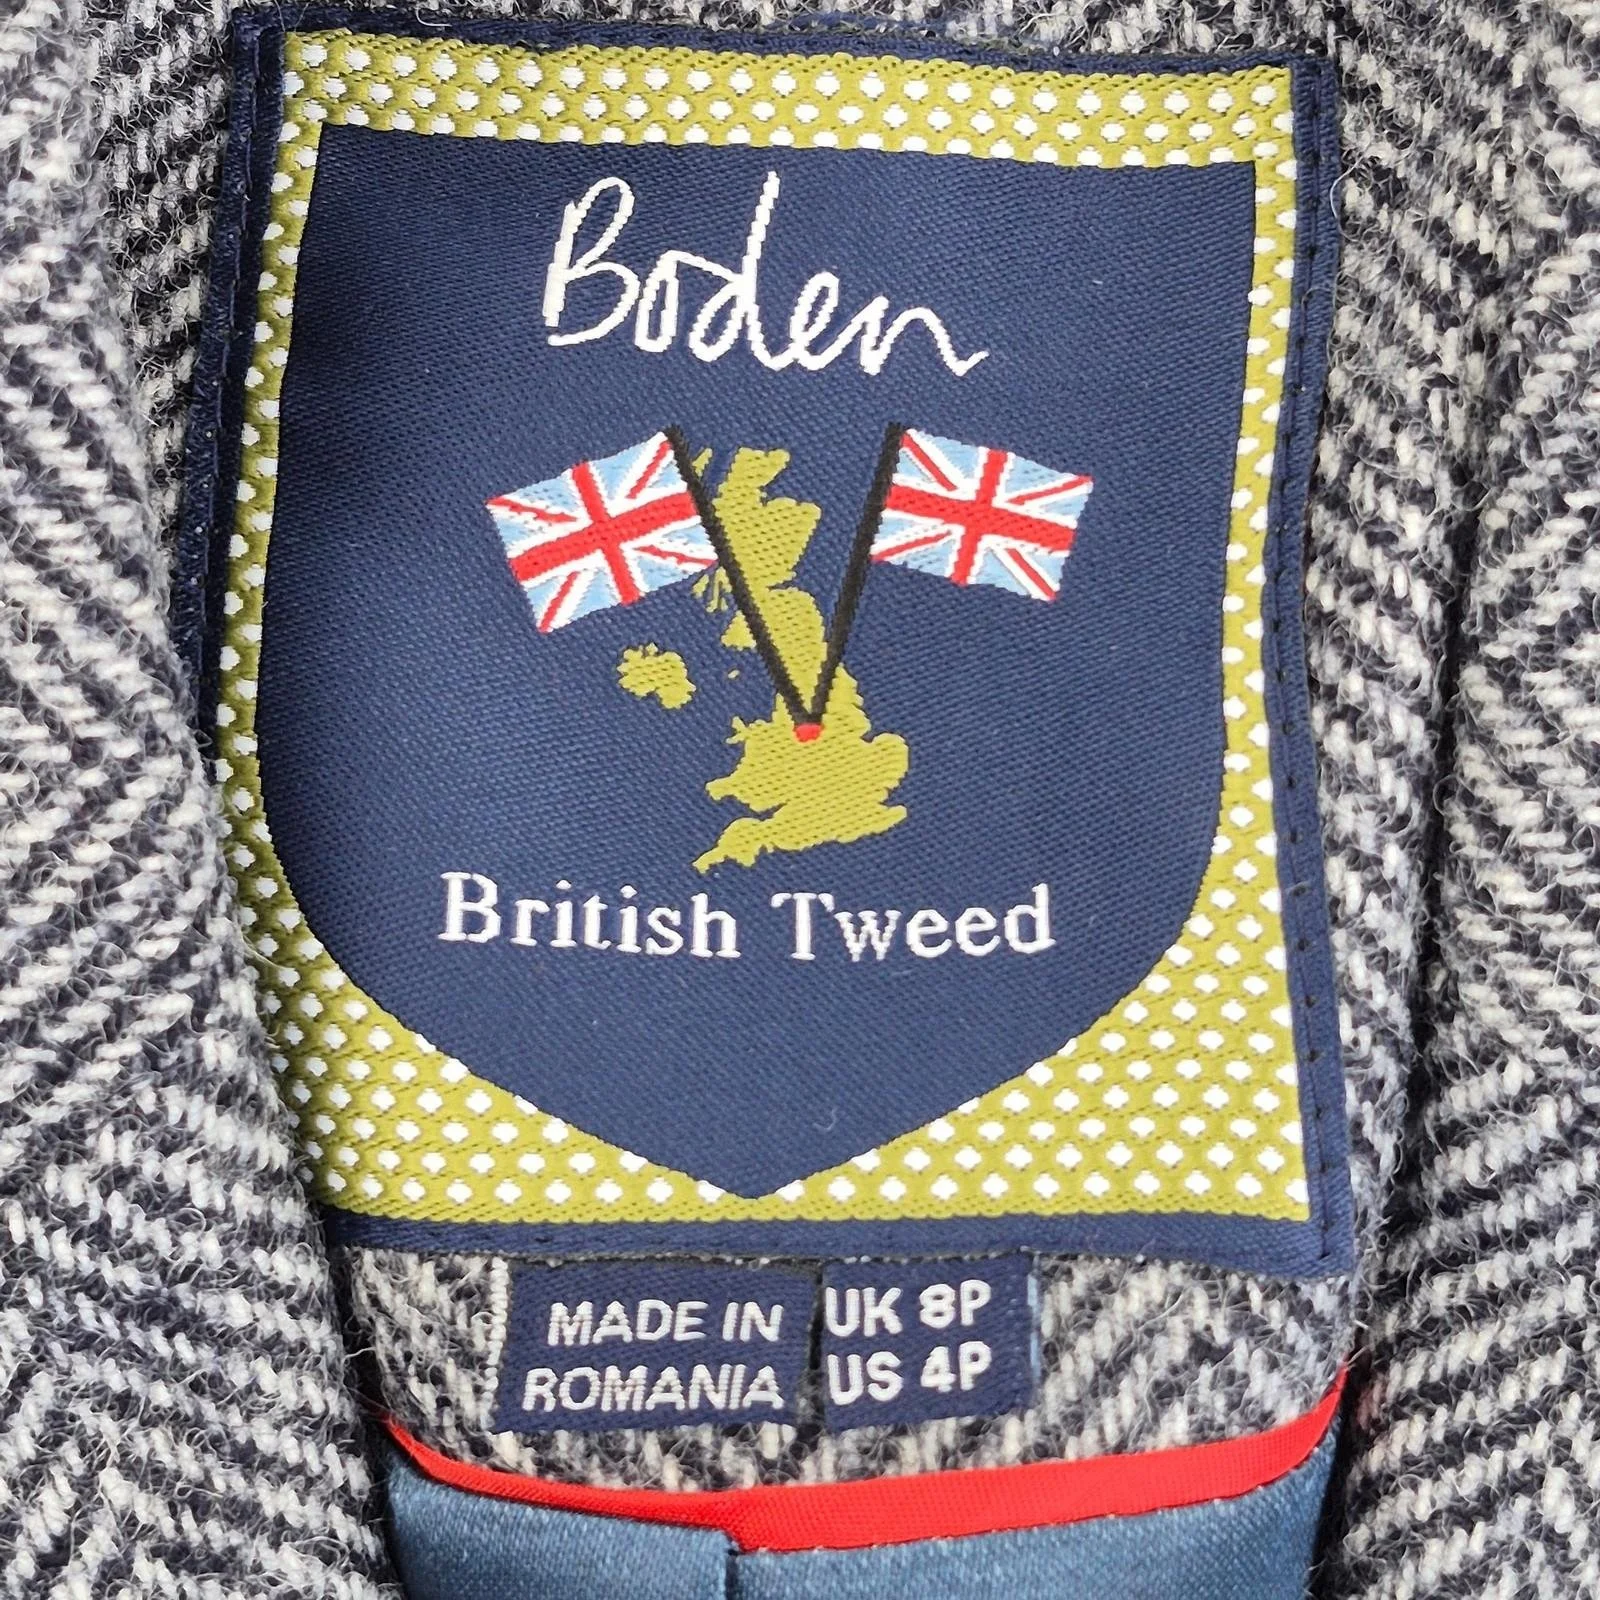 Boden
British Tweed
MADE IN
ROMANIA
UK 8P
US 4P